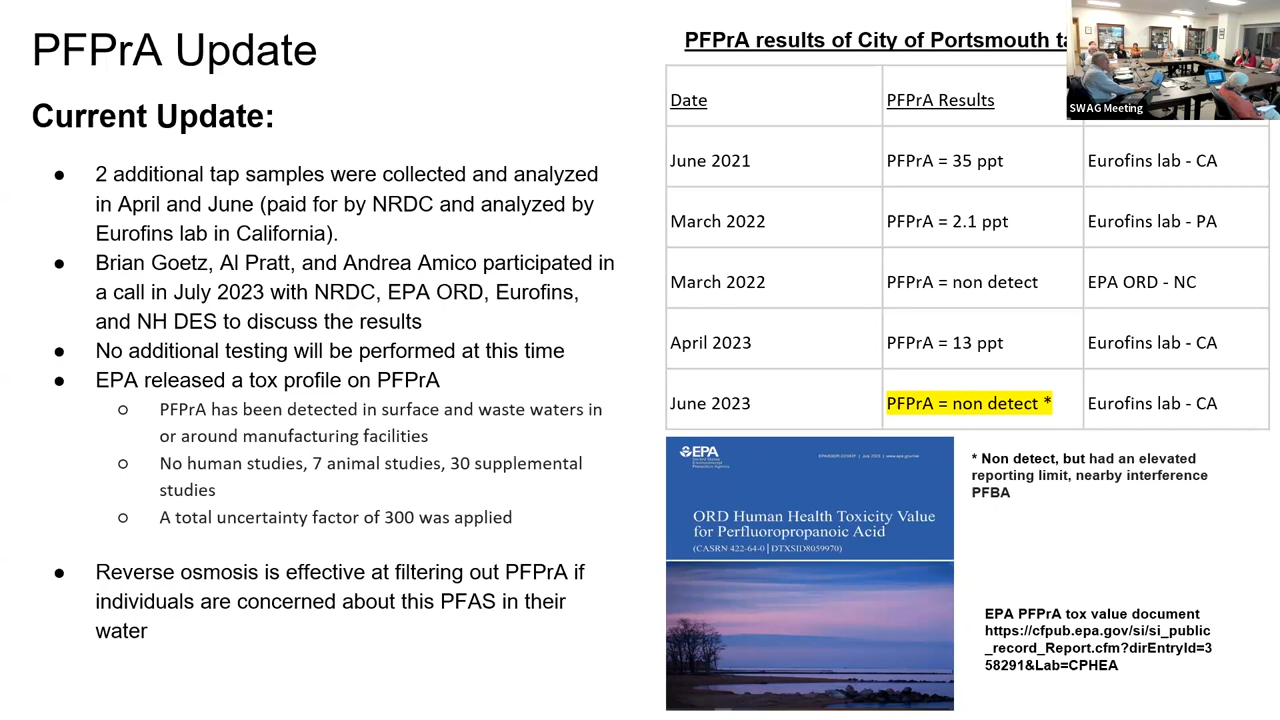 PFPrA Update
Current Update:
● 2 additional tap samples were collected and analyzed
in April and June (paid for by NRDC and analyzed by
Eurofins lab in California).
● Brian Goetz, Al Pratt, and Andrea Amico participated in
a call in July 2023 with NRDC, EPA ORD, Eurofins,
and NH DES to discuss the results
● No additional testing will be performed at this time
● EPA released a tox profile on PFPrA
○ PFPrA has been detected in surface and waste waters in
or around manufacturing facilities
○ No human studies, 7 animal studies, 30 supplemental
studies
○ A total uncertainty factor of 300 was applied
● Reverse osmosis is effective at filtering out PFPrA if
individuals are concerned about this PFAS in their
water
PFPrA results of City of Portsmouth
SWAG Meeting
Date PFPrA Results
June 2021 PFPrA = 35 ppt Eurofins lab - CA
March 2022 PFPrA = 2.1 ppt Eurofins lab - PA
March 2022 PFPrA = non detect EPA ORD - NC
April 2023 PFPrA = 13 ppt Eurofins lab - CA
June 2023 PFPrA = non detect * Eurofins lab - CA
EPA
ORD Human Health Toxicity Value
for Perfluoropropanoic Acid
(CASRN 422-64-0 | DTXSID8059970)
* Non detect, but had an elevated
reporting limit, nearby interference
PFBA
EPA PFPrA tox value document
https://cfpub.epa.gov/si/si_public
_record_Report.cfm?dirEntryId=3
58291&Lab=CPHEA